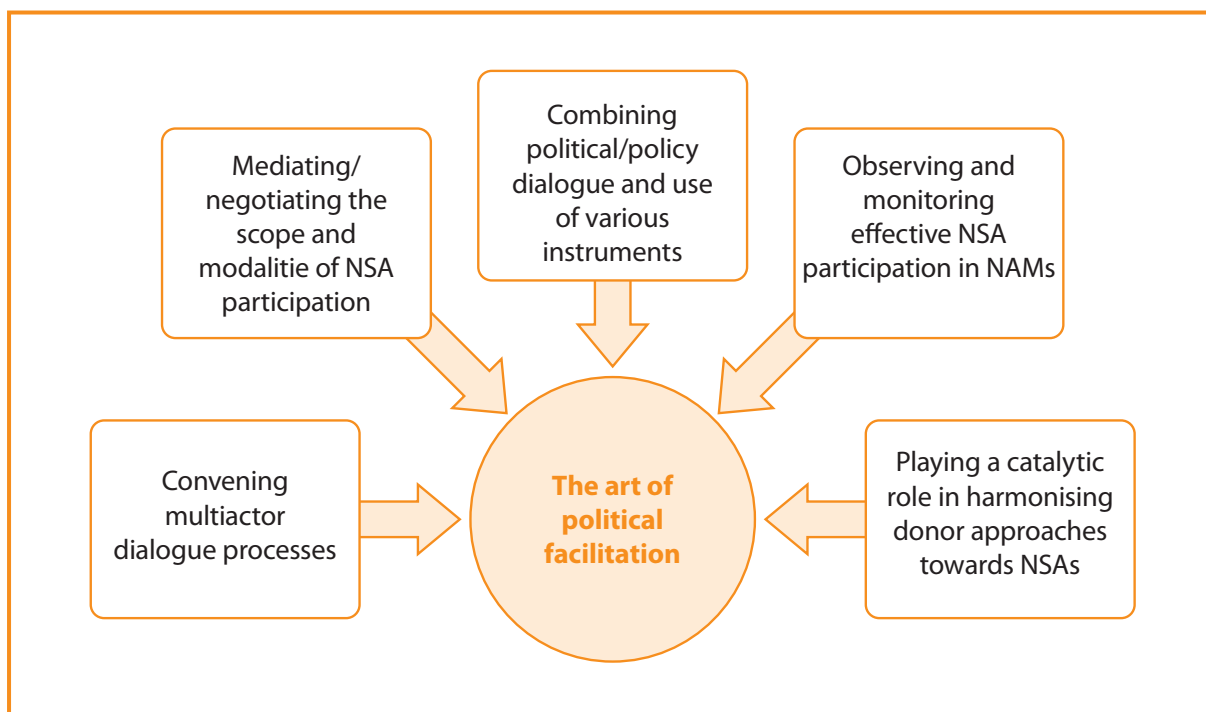 Convening
multiactor
dialogue processes
Mediating/
negotiating the
scope and
modalitie of NSA
participation
Combining
political/policy
dialogue and use
of various
instruments
Observing and
monitoring
effective NSA
participation in NAMs
Playing a catalytic
role in harmonising
donor approaches
towards NSAs
The art of
political
facilitation